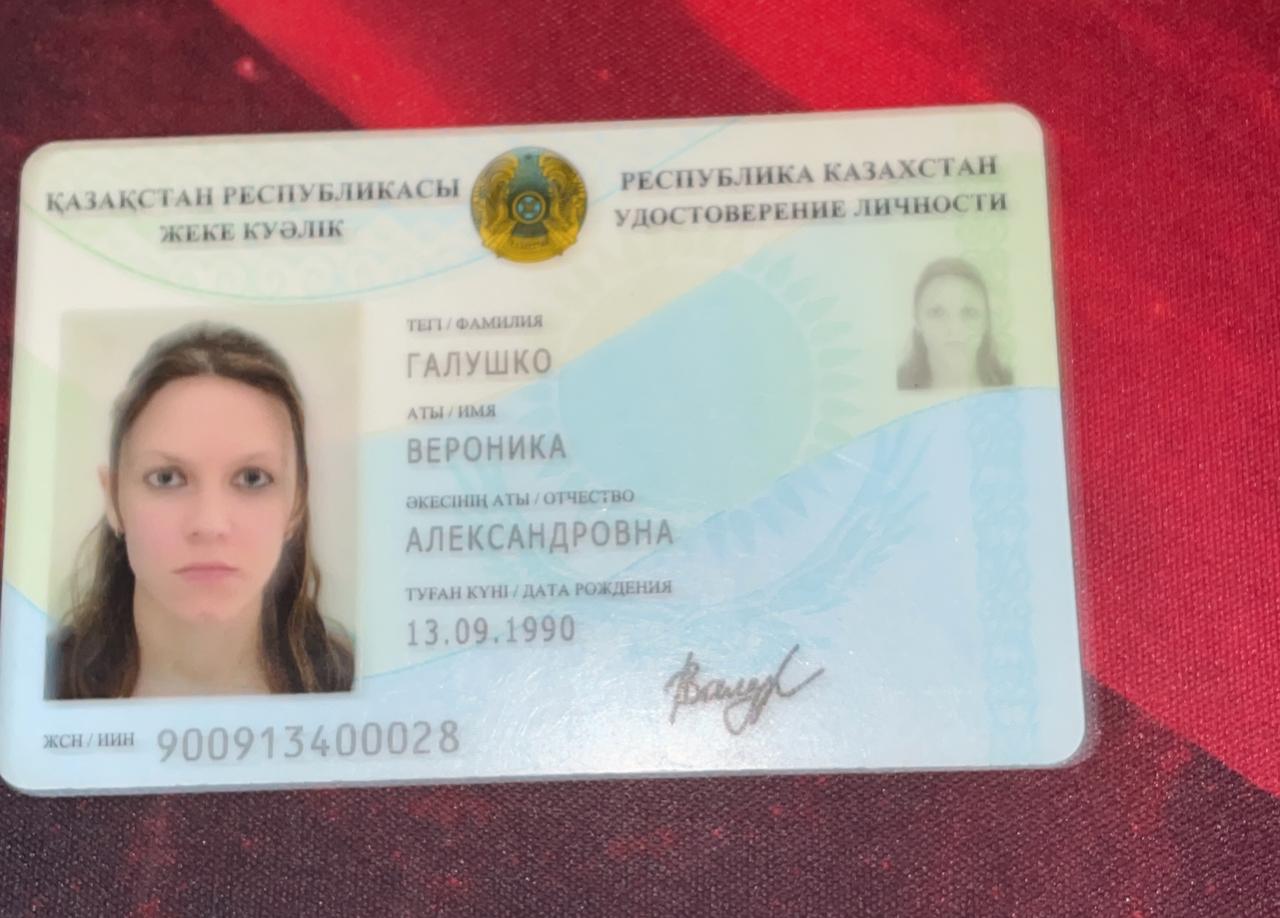 ҚАЗАҚСТАН РЕСПУБЛИКАСЫ
ЖЕКЕ КУӘЛІК
РЕСПУБЛИКА КАЗАХСТАН
УДОСТОВЕРЕНИЕ ЛИЧНОСТИ
ТЕГІ / ФАМИЛИЯ
ГАЛУШКО
АТЫ / ИМЯ
ВЕРОНИКА
ӘКЕСІНІҢ АТЫ / ОТЧЕСТВО
АЛЕКСАНДРОВНА
ТУҒАН КҮНІ / ДАТА РОЖДЕНИЯ
13.09.1990
ЖСН / ИИН 900913400028